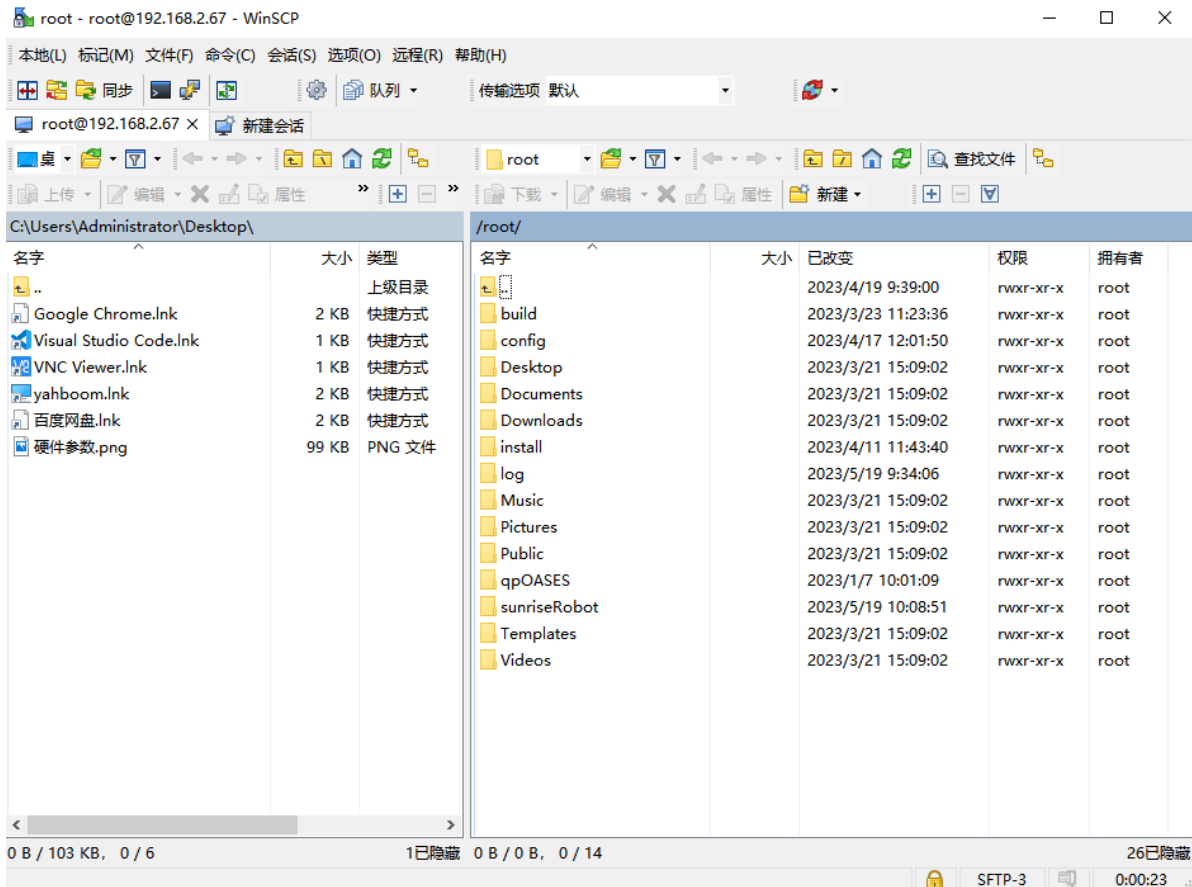 root - root@192.168.2.67 - WinSCP
本地(L) 标记(M) 文件(F) 命令(C) 会话(S) 选项(O) 远程(R) 帮助(H)
同步 队列 传输选项 默认
root@192.168.2.67 新建会话
桌 root 查找文件
上传 编辑 属性 下载 编辑 属性 新建
C:\Users\Administrator\Desktop\ /root/
名字 大小 类型 名字 大小 已改变 权限 拥有者
.. 上级目录 .. 2023/4/19 9:39:00 rwxr-xr-x root
Google Chrome.lnk 2 KB 快捷方式 build 2023/3/23 11:23:36 rwxr-xr-x root
Visual Studio Code.lnk 1 KB 快捷方式 config 2023/4/17 12:01:50 rwxr-xr-x root
VNC Viewer.lnk 1 KB 快捷方式 Desktop 2023/3/21 15:09:02 rwxr-xr-x root
yahboom.lnk 2 KB 快捷方式 Documents 2023/3/21 15:09:02 rwxr-xr-x root
百度网盘.lnk 2 KB 快捷方式 Downloads 2023/3/21 15:09:02 rwxr-xr-x root
硬件参数.png 99 KB PNG 文件 install 2023/4/11 11:43:40 rwxr-xr-x root
log 2023/5/19 9:34:06 rwxr-xr-x root
Music 2023/3/21 15:09:02 rwxr-xr-x root
Pictures 2023/3/21 15:09:02 rwxr-xr-x root
Public 2023/3/21 15:09:02 rwxr-xr-x root
qpOASES 2023/1/7 10:01:09 rwxr-xr-x root
sunriseRobot 2023/5/19 10:08:51 rwxr-xr-x root
Templates 2023/3/21 15:09:02 rwxr-xr-x root
Videos 2023/3/21 15:09:02 rwxr-xr-x root
0 B / 103 KB, 0 / 6 1已隐藏 0 B / 0 B, 0 / 14 26已隐藏
SFTP-3 0:00:23